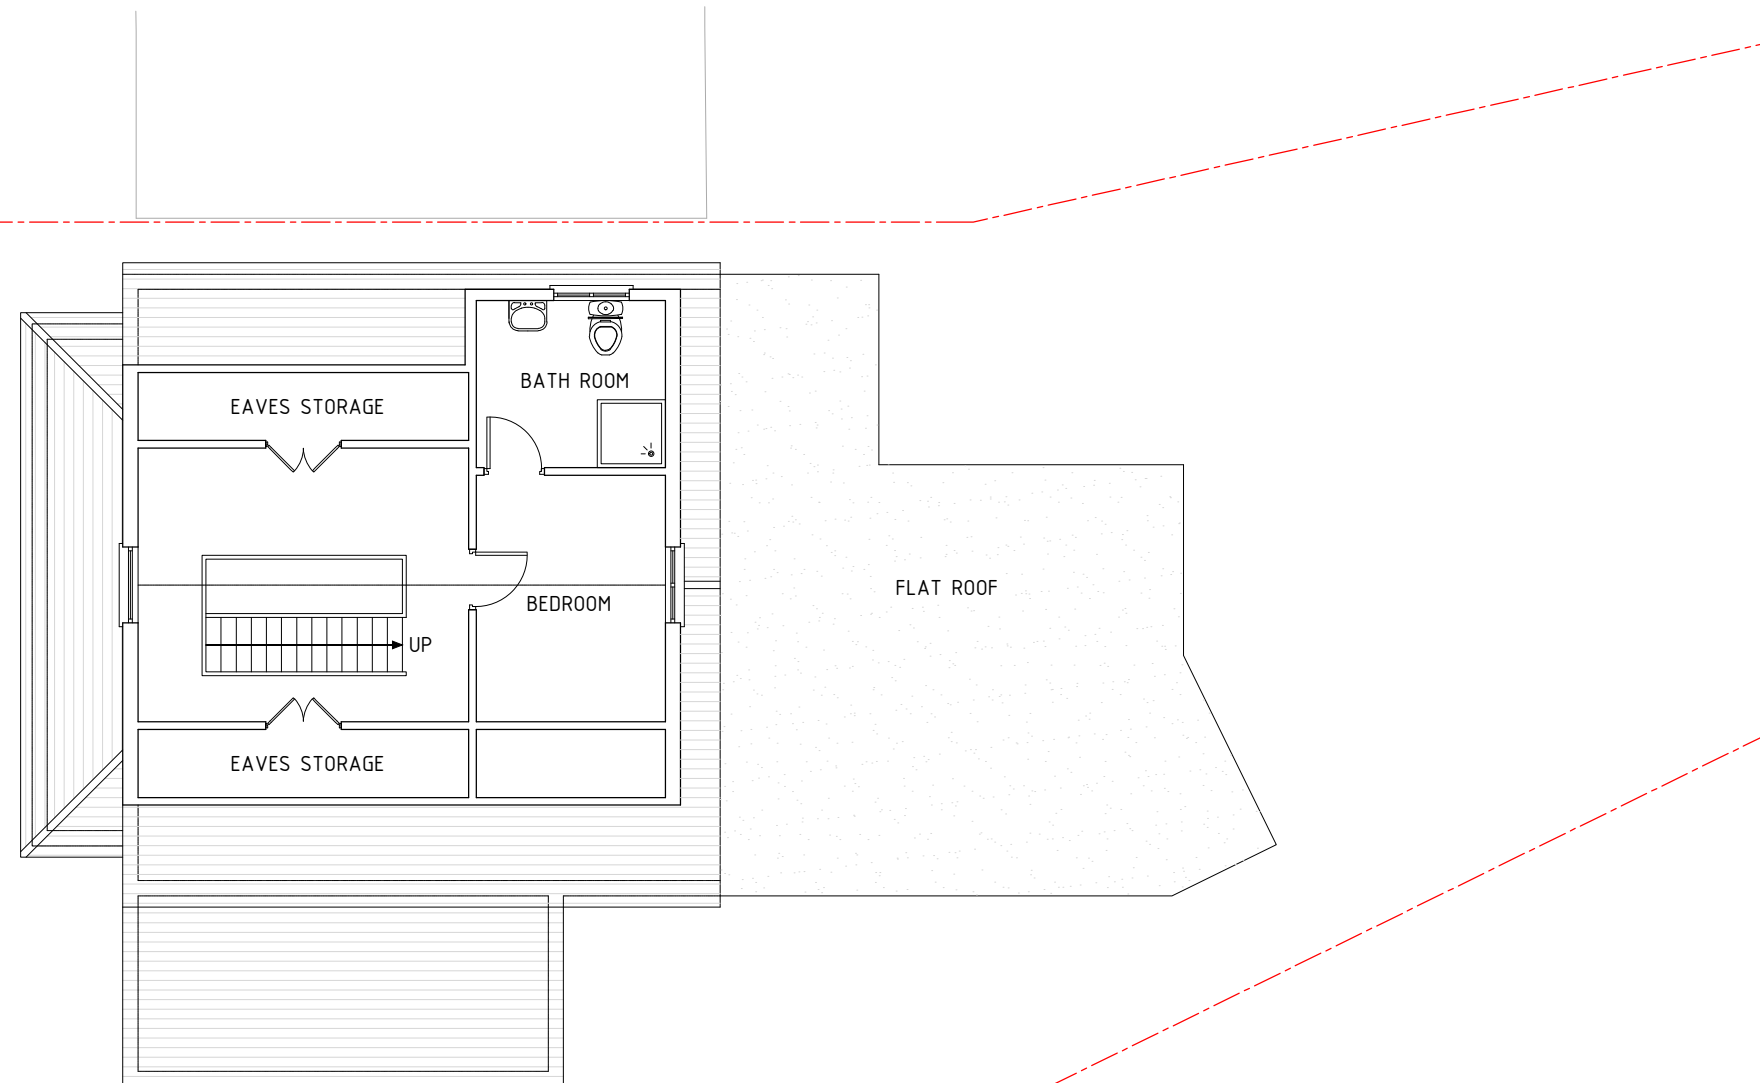 BATH ROOM
EAVES STORAGE
FLAT ROOF
BEDROOM
UP
EAVES STORAGE